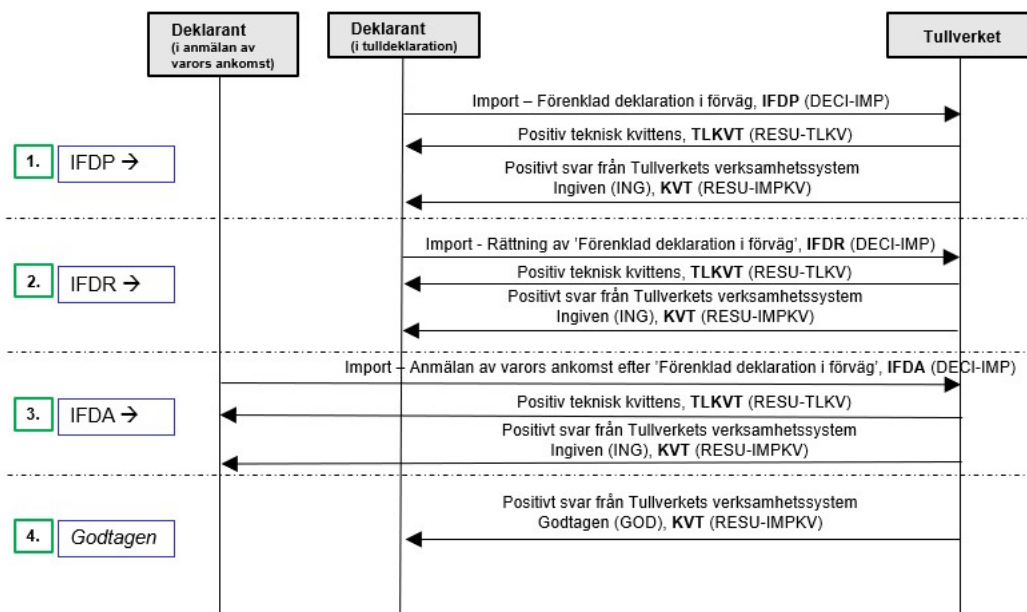 Deklarant
(i anmälan av
varors ankomst)
Deklarant
(i tulldeklaration)
Tullverket
Import – Förenklad deklaration i förväg, IFDP (DECI-IMP)
Positiv teknisk kvittens, TLKVT (RESU-TLKV)
1.
IFDP →
Positivt svar från Tullverkets verksamhetssystem
Ingiven (ING), KVT (RESU-IMPKV)
Import - Rättning av 'Förenklad deklaration i förväg', IFDR (DECI-IMP)
Positiv teknisk kvittens, TLKVT (RESU-TLKV)
2.
IFDR →
Positivt svar från Tullverkets verksamhetssystem
Ingiven (ING), KVT (RESU-IMPKV)
Import – Anmälan av varors ankomst efter 'Förenklad deklaration i förväg', IFDA (DECI-IMP)
Positiv teknisk kvittens, TLKVT (RESU-TLKV)
3.
IFDA →
Positivt svar från Tullverkets verksamhetssystem
Ingiven (ING), KVT (RESU-IMPKV)
Positivt svar från Tullverkets verksamhetssystem
Godtagen (GOD), KVT (RESU-IMPKV)
4.
Godtagen